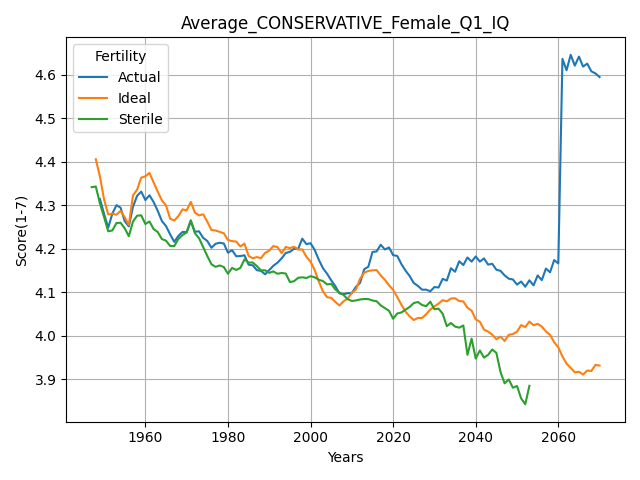 Average_CONSERVATIVE_Female_Q1_IQ
Fertility
Actual
Ideal
Sterile
Score(1-7)
4.6
4.5
4.4
4.3
4.2
4.1
4.0
3.9
1960 1980 2000 2020 2040 2060
Years